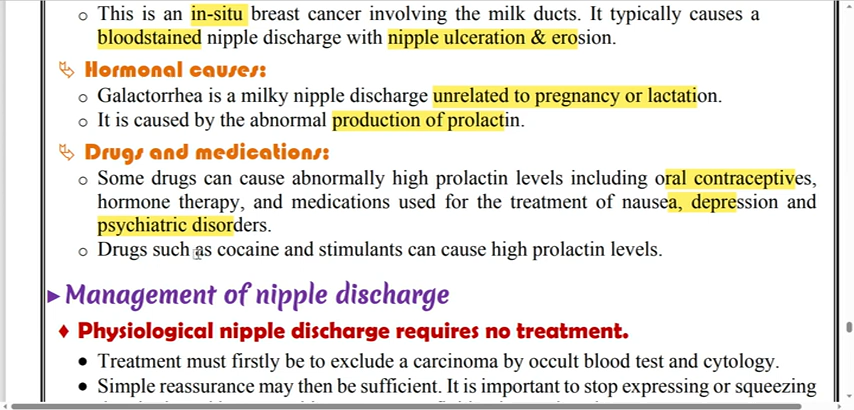 o This is an in-situ breast cancer involving the milk ducts. It typically causes a
bloodstained nipple discharge with nipple ulceration & erosion.
Hormonal causes:
o Galactorrhea is a milky nipple discharge unrelated to pregnancy or lactation.
o It is caused by the abnormal production of prolactin.
Drugs and medications:
o Some drugs can cause abnormally high prolactin levels including oral contraceptives,
hormone therapy, and medications used for the treatment of nausea, depression and
psychiatric disorders.
o Drugs such as cocaine and stimulants can cause high prolactin levels.
►Management of nipple discharge
♦ Physiological nipple discharge requires no treatment.
• Treatment must firstly be to exclude a carcinoma by occult blood test and cytology.
• Simple reassurance may then be sufficient. It is important to stop expressing or squeezing